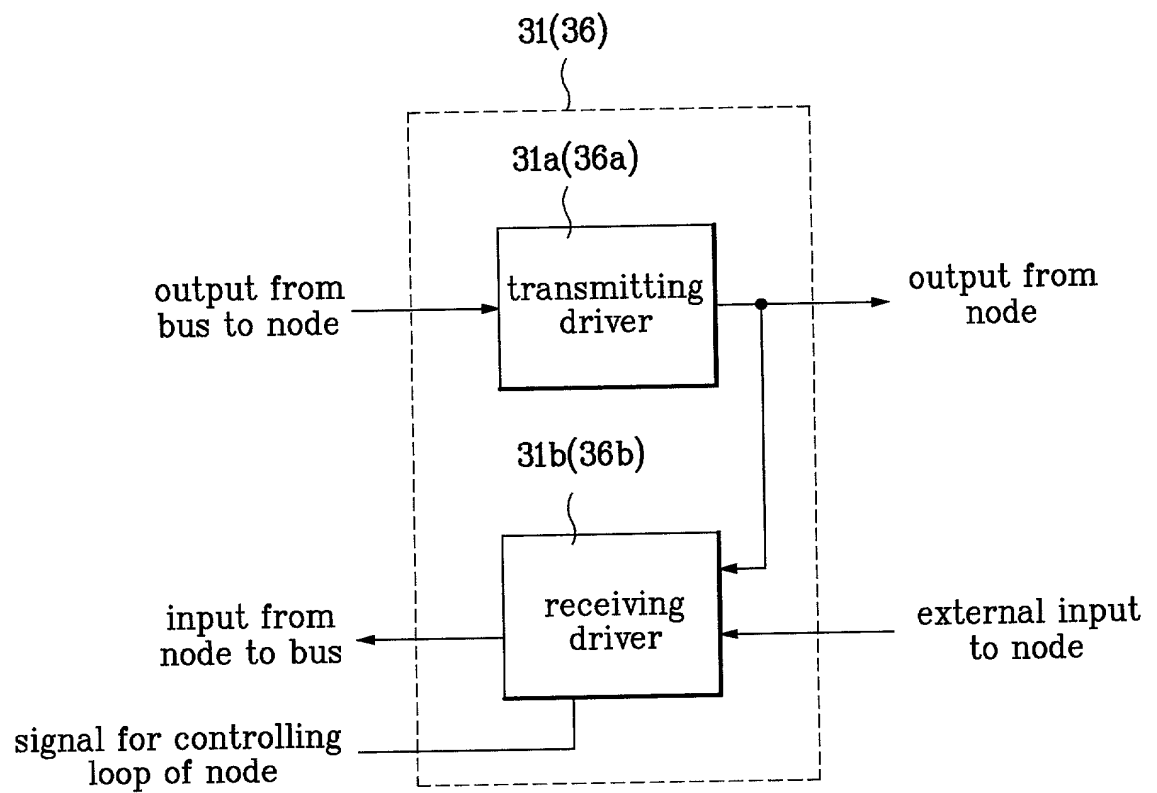 31(36)
31a(36a)
output from
bus to node
transmitting
driver
output from
node
31b(36b)
input from
node to bus
receiving
driver
external input
to node
signal for controlling
loop of node